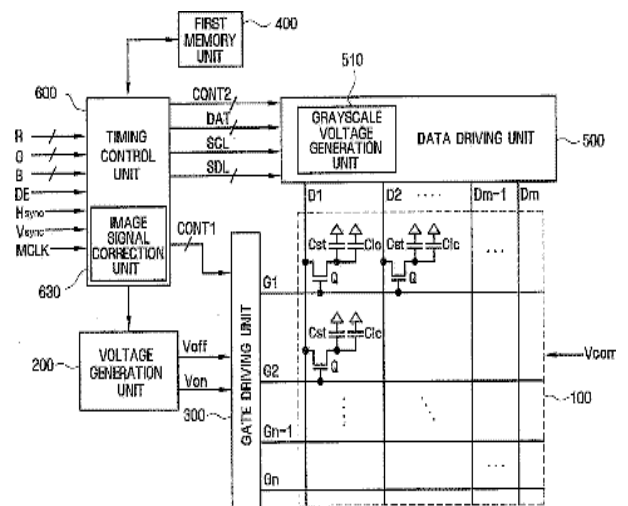 FIRST
MEMORY
UNIT
400
510
600
CONT2
DAT
SCL
SDL
GRAYSCALE
VOLTAGE
GENERATION
UNIT
DATA DRIVING UNIT
500
R
G
B
DE
Hsync
Vsync
MCLK
TIMING
CONTROL
UNIT
IMAGE
SIGNAL
CORRECTION
UNIT
630
CONT1
D1
D2
Dm-1
Dm
Cst
Clc
Cst
Clc
Q
Q
G1
Cst
Clc
Q
G2
Vcom
100
200
VOLTAGE
GENERATION
UNIT
Voff
Von
300
GATE DRIVING UNIT
Gn-1
Gn